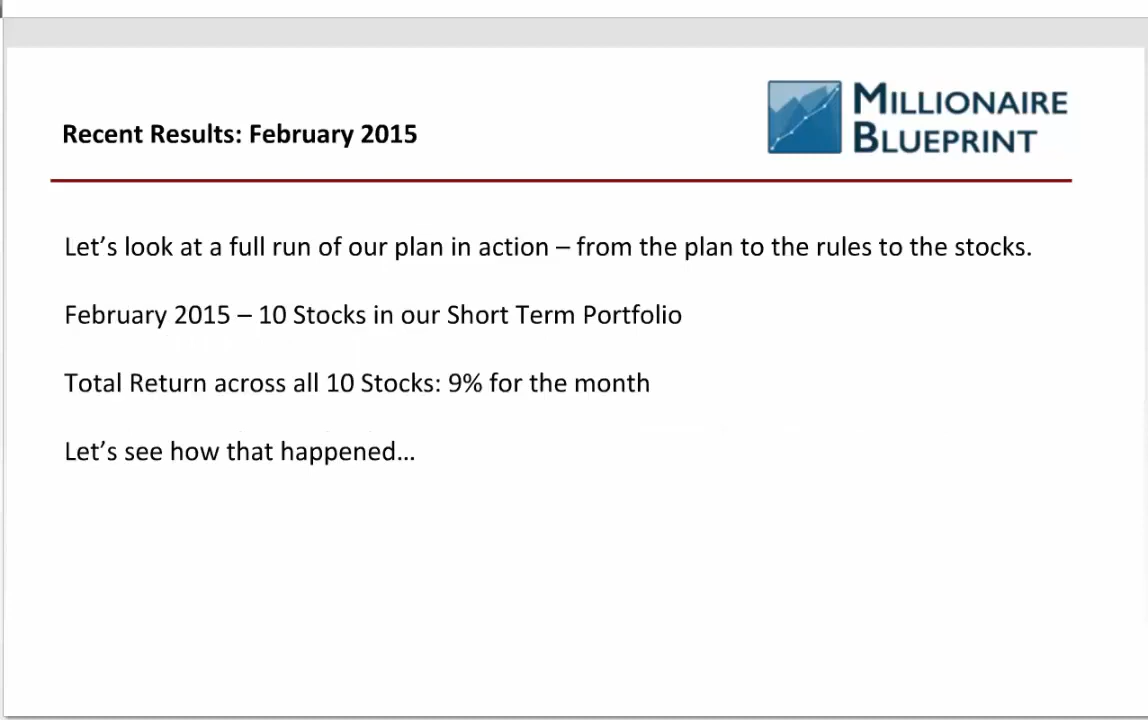 Recent Results: February 2015
MILLIONAIRE
BLUEPRINT
Let’s look at a full run of our plan in action – from the plan to the rules to the stocks.
February 2015 – 10 Stocks in our Short Term Portfolio
Total Return across all 10 Stocks: 9% for the month
Let’s see how that happened…